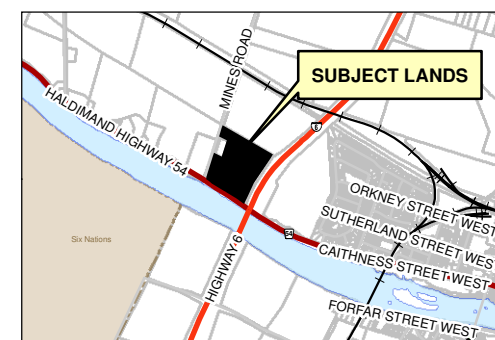 MINES ROAD
SUBJECT LANDS
HALDIMAND HIGHWAY 54
6
ORKNEY STREET WEST
SUTHERLAND STREET WES
54
Six Nations
HIGHWAY 6
CAITHNESS STREET WEST
FORFAR STREET WEST